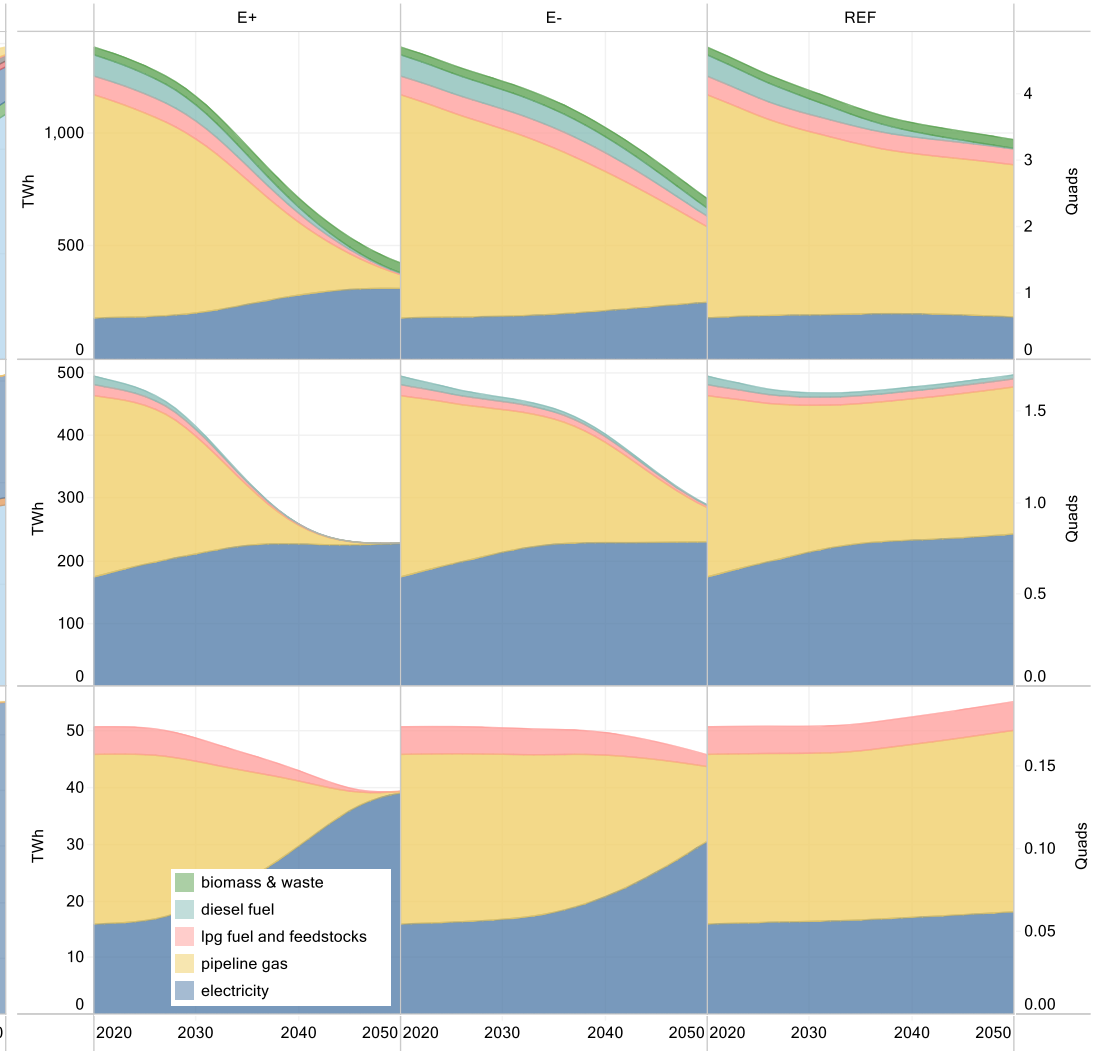 E+ E- REF
TWh
1,000
500
0
4
3
2
1
0
Quads
TWh
500
400
300
200
100
0
1.5
1.0
0.5
0.0
Quads
TWh
50
40
30
20
10
0
0.15
0.10
0.05
0.00
Quads
biomass & waste
diesel fuel
lpg fuel and feedstocks
pipeline gas
electricity
0 2020 2030 2040 2050 2020 2030 2040 2050 2020 2030 2040 2050